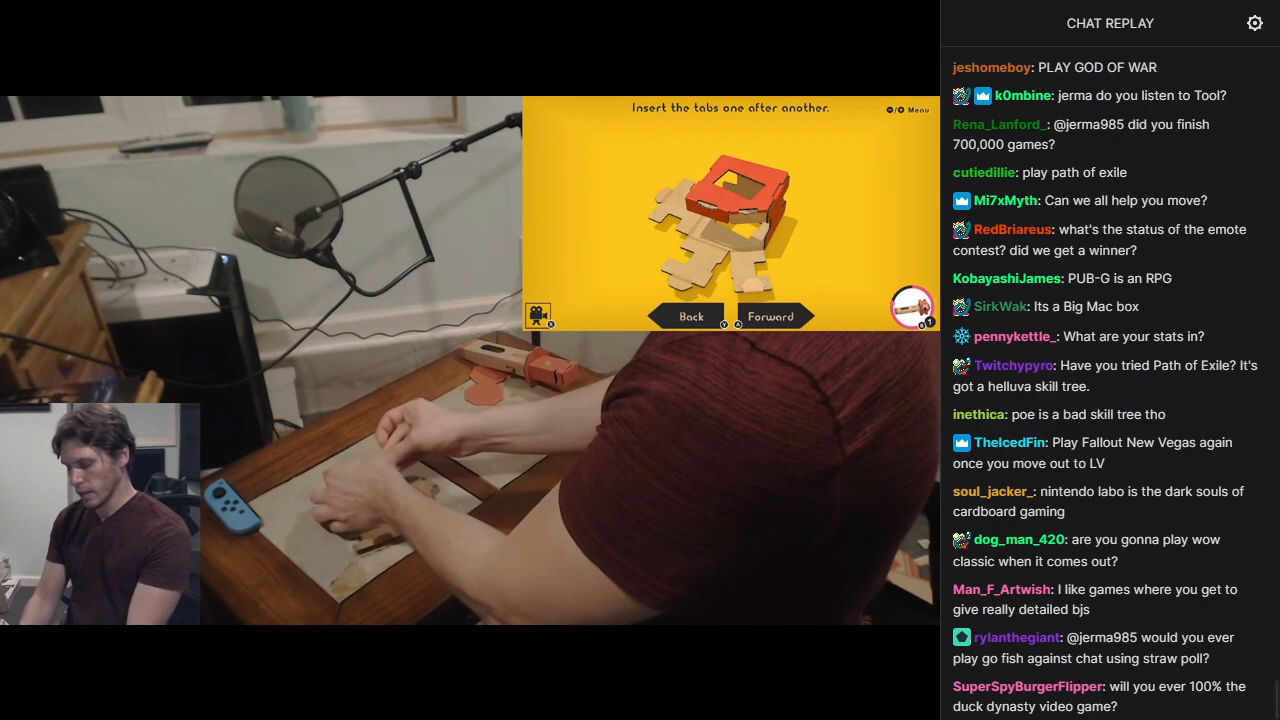 Insert the tabs one after another.
Menu
Back
Forward
CHAT REPLAY
jeshomeboy: PLAY GOD OF WAR
k0mbine: jerma do you listen to Tool?
Rena_Lanford_: @jerma985 did you finish
700,000 games?
cutiedillie: play path of exile
Mi7xMyth: Can we all help you move?
RedBriareus: what's the status of the emote
contest? did we get a winner?
KobayashiJames: PUB-G is an RPG
SirkWak: Its a Big Mac box
pennykettle_: What are your stats in?
Twitchypyro: Have you tried Path of Exile? It's
got a helluva skill tree.
inethica: poe is a bad skill tree tho
TheIcedFin: Play Fallout New Vegas again
once you move out to LV
soul_jacker_: nintendo labo is the dark souls of
cardboard gaming
dog_man_420: are you gonna play wow
classic when it comes out?
Man_F_Artwish: I like games where you get to
give really detailed bjs
rylanthegiant: @jerma985 would you ever
play go fish against chat using straw poll?
SuperSpyBurgerFlipper: will you ever 100% the
duck dynasty video game?